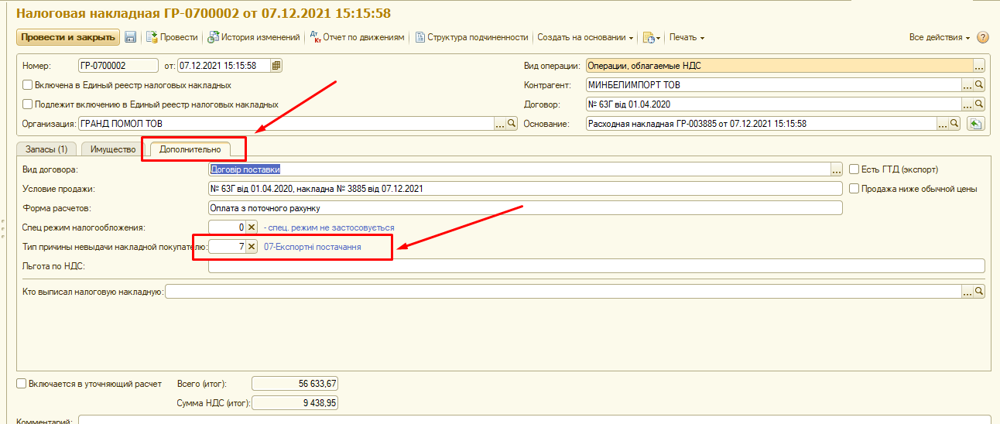 Налоговая накладная ГР-0700002 от 07.12.2021 15:15:58
Провести и закрыть Провести История изменений Дт Кт Отчет по движениям Структура подчиненности Создать на основании Печать Все действия
Номер: ГР-0700002 от: 07.12.2021 15:15:58 Вид операции: Операции, облагаемые НДС
Включена в Единый реестр налоговых накладных Контрагент: МИНБЕЛИМПОРТ ТОВ
Подлежит включению в Единый реестр налоговых накладных Договор: № 63Г від 01.04.2020
Организация: ГРАНД ПОМОЛ ТОВ Основание: Расходная накладная ГР-003885 от 07.12.2021 15:15:58
Запасы (1) Имущество Дополнительно
Вид договора: Договір поставки Есть ГТД (экспорт)
Условие продажи: № 63Г від 01.04.2020, накладна № 3885 від 07.12.2021 Продажа ниже обычной цены
Форма расчетов: Оплата з поточного рахунку
Спец режим налогообложения: 0 - спец. режим не застосовується
Тип причины невыдачи накладной покупателю: 7 07-Експортні постачання
Льгота по НДС:
Кто выписал налоговую накладную:
Включается в уточняющий расчет Всего (итог): 56 633,67
Сумма НДС (итог): 9 438,95
Комментарий: